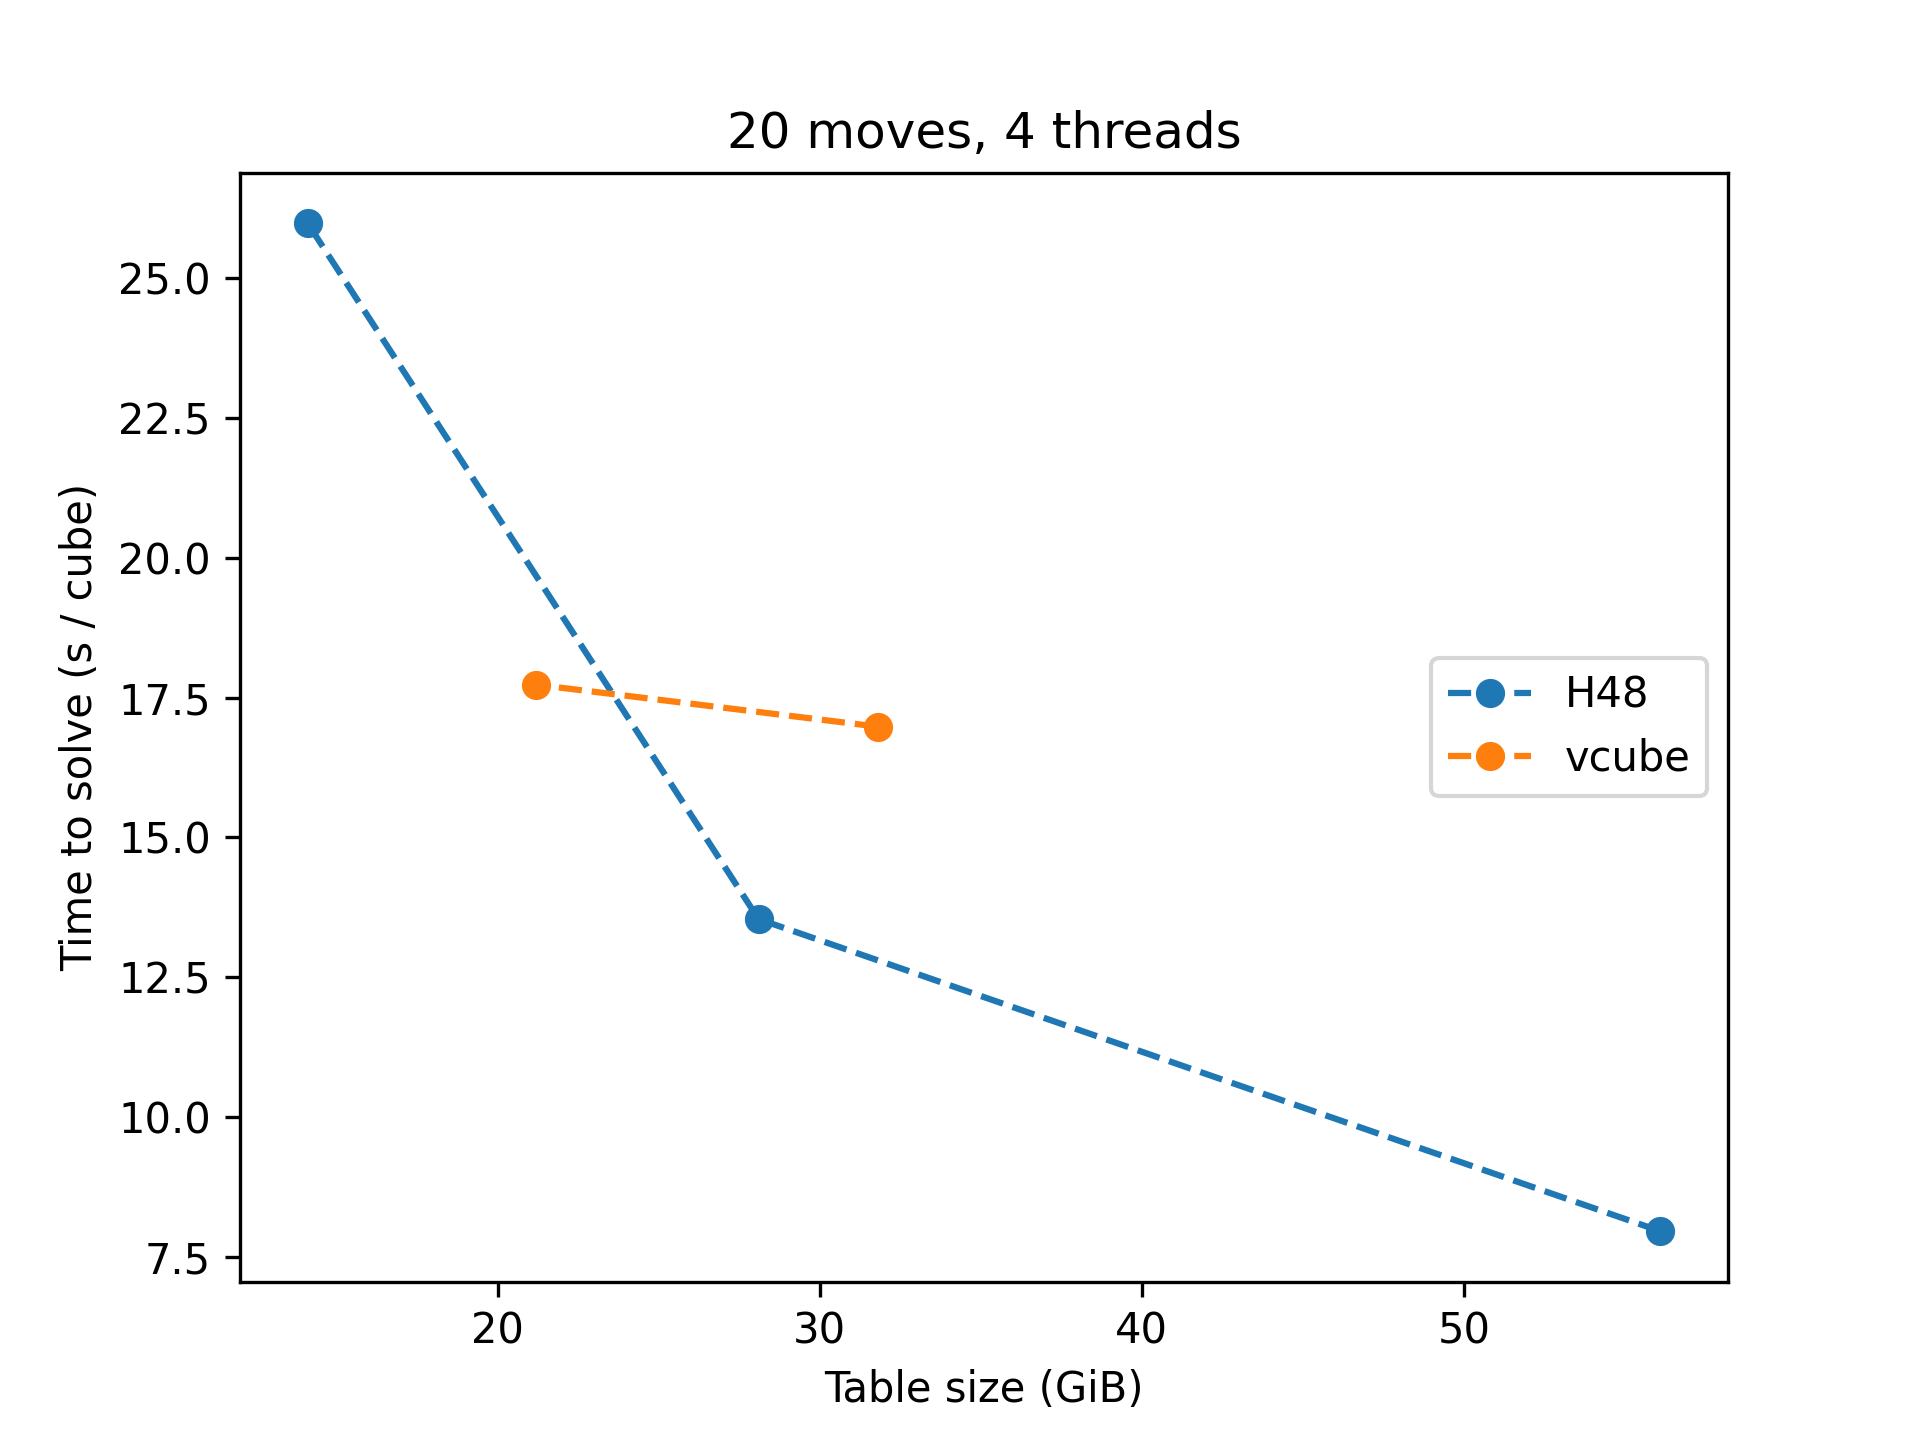 20 moves, 4 threads
Time to solve (s / cube)
25.0
22.5
20.0
17.5
15.0
12.5
10.0
7.5
H48
vcube
20 30 40 50
Table size (GiB)